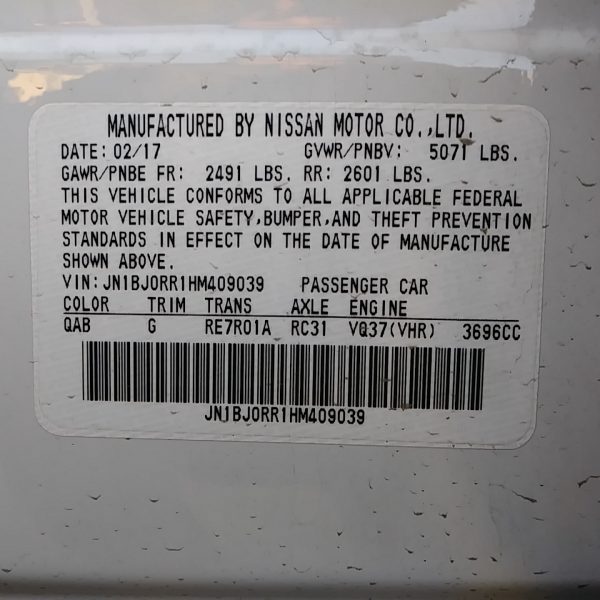 MANUFACTURED BY NISSAN MOTOR CO.,LTD.
DATE: 02/17 GVWR/PNBV: 5071 LBS.
GAWR/PNBE FR: 2491 LBS. RR: 2601 LBS.
THIS VEHICLE CONFORMS TO ALL APPLICABLE FEDERAL
MOTOR VEHICLE SAFETY,BUMPER,AND THEFT PREVENTION
STANDARDS IN EFFECT ON THE DATE OF MANUFACTURE
SHOWN ABOVE.
VIN:JN1BJ0RR1HM409039 PASSENGER CAR
COLOR TRIM TRANS AXLE ENGINE
QAB G RE7R01A RC31 VQ37(VHR) 3696CC
JN1BJ0RR1HM409039